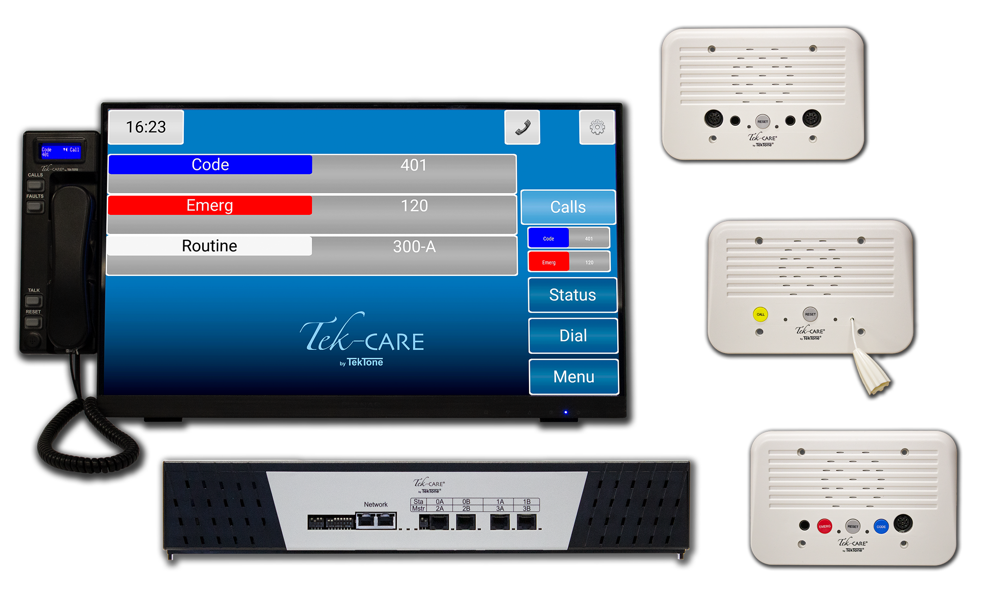 Code ▼◀ Call
401
Tek-CARE® by TekTone
CALLS
FAULTS
TALK
RESET
16:23
Code 401
Emerg 120
Routine 300-A
Calls
Code 401
Emerg 120
Status
Dial
Menu
Tek-CARE
by TekTone
Tek-CARE®
by TekTone®
Network
Sta 0A 0B 1A 1B
Mstr 2A 2B 3A 3B
RESET
Tek-CARE®
by TekTone®
CALL RESET
Tek-CARE®
by TekTone®
EMERG RESET CODE
Tek-CARE®
by TekTone®